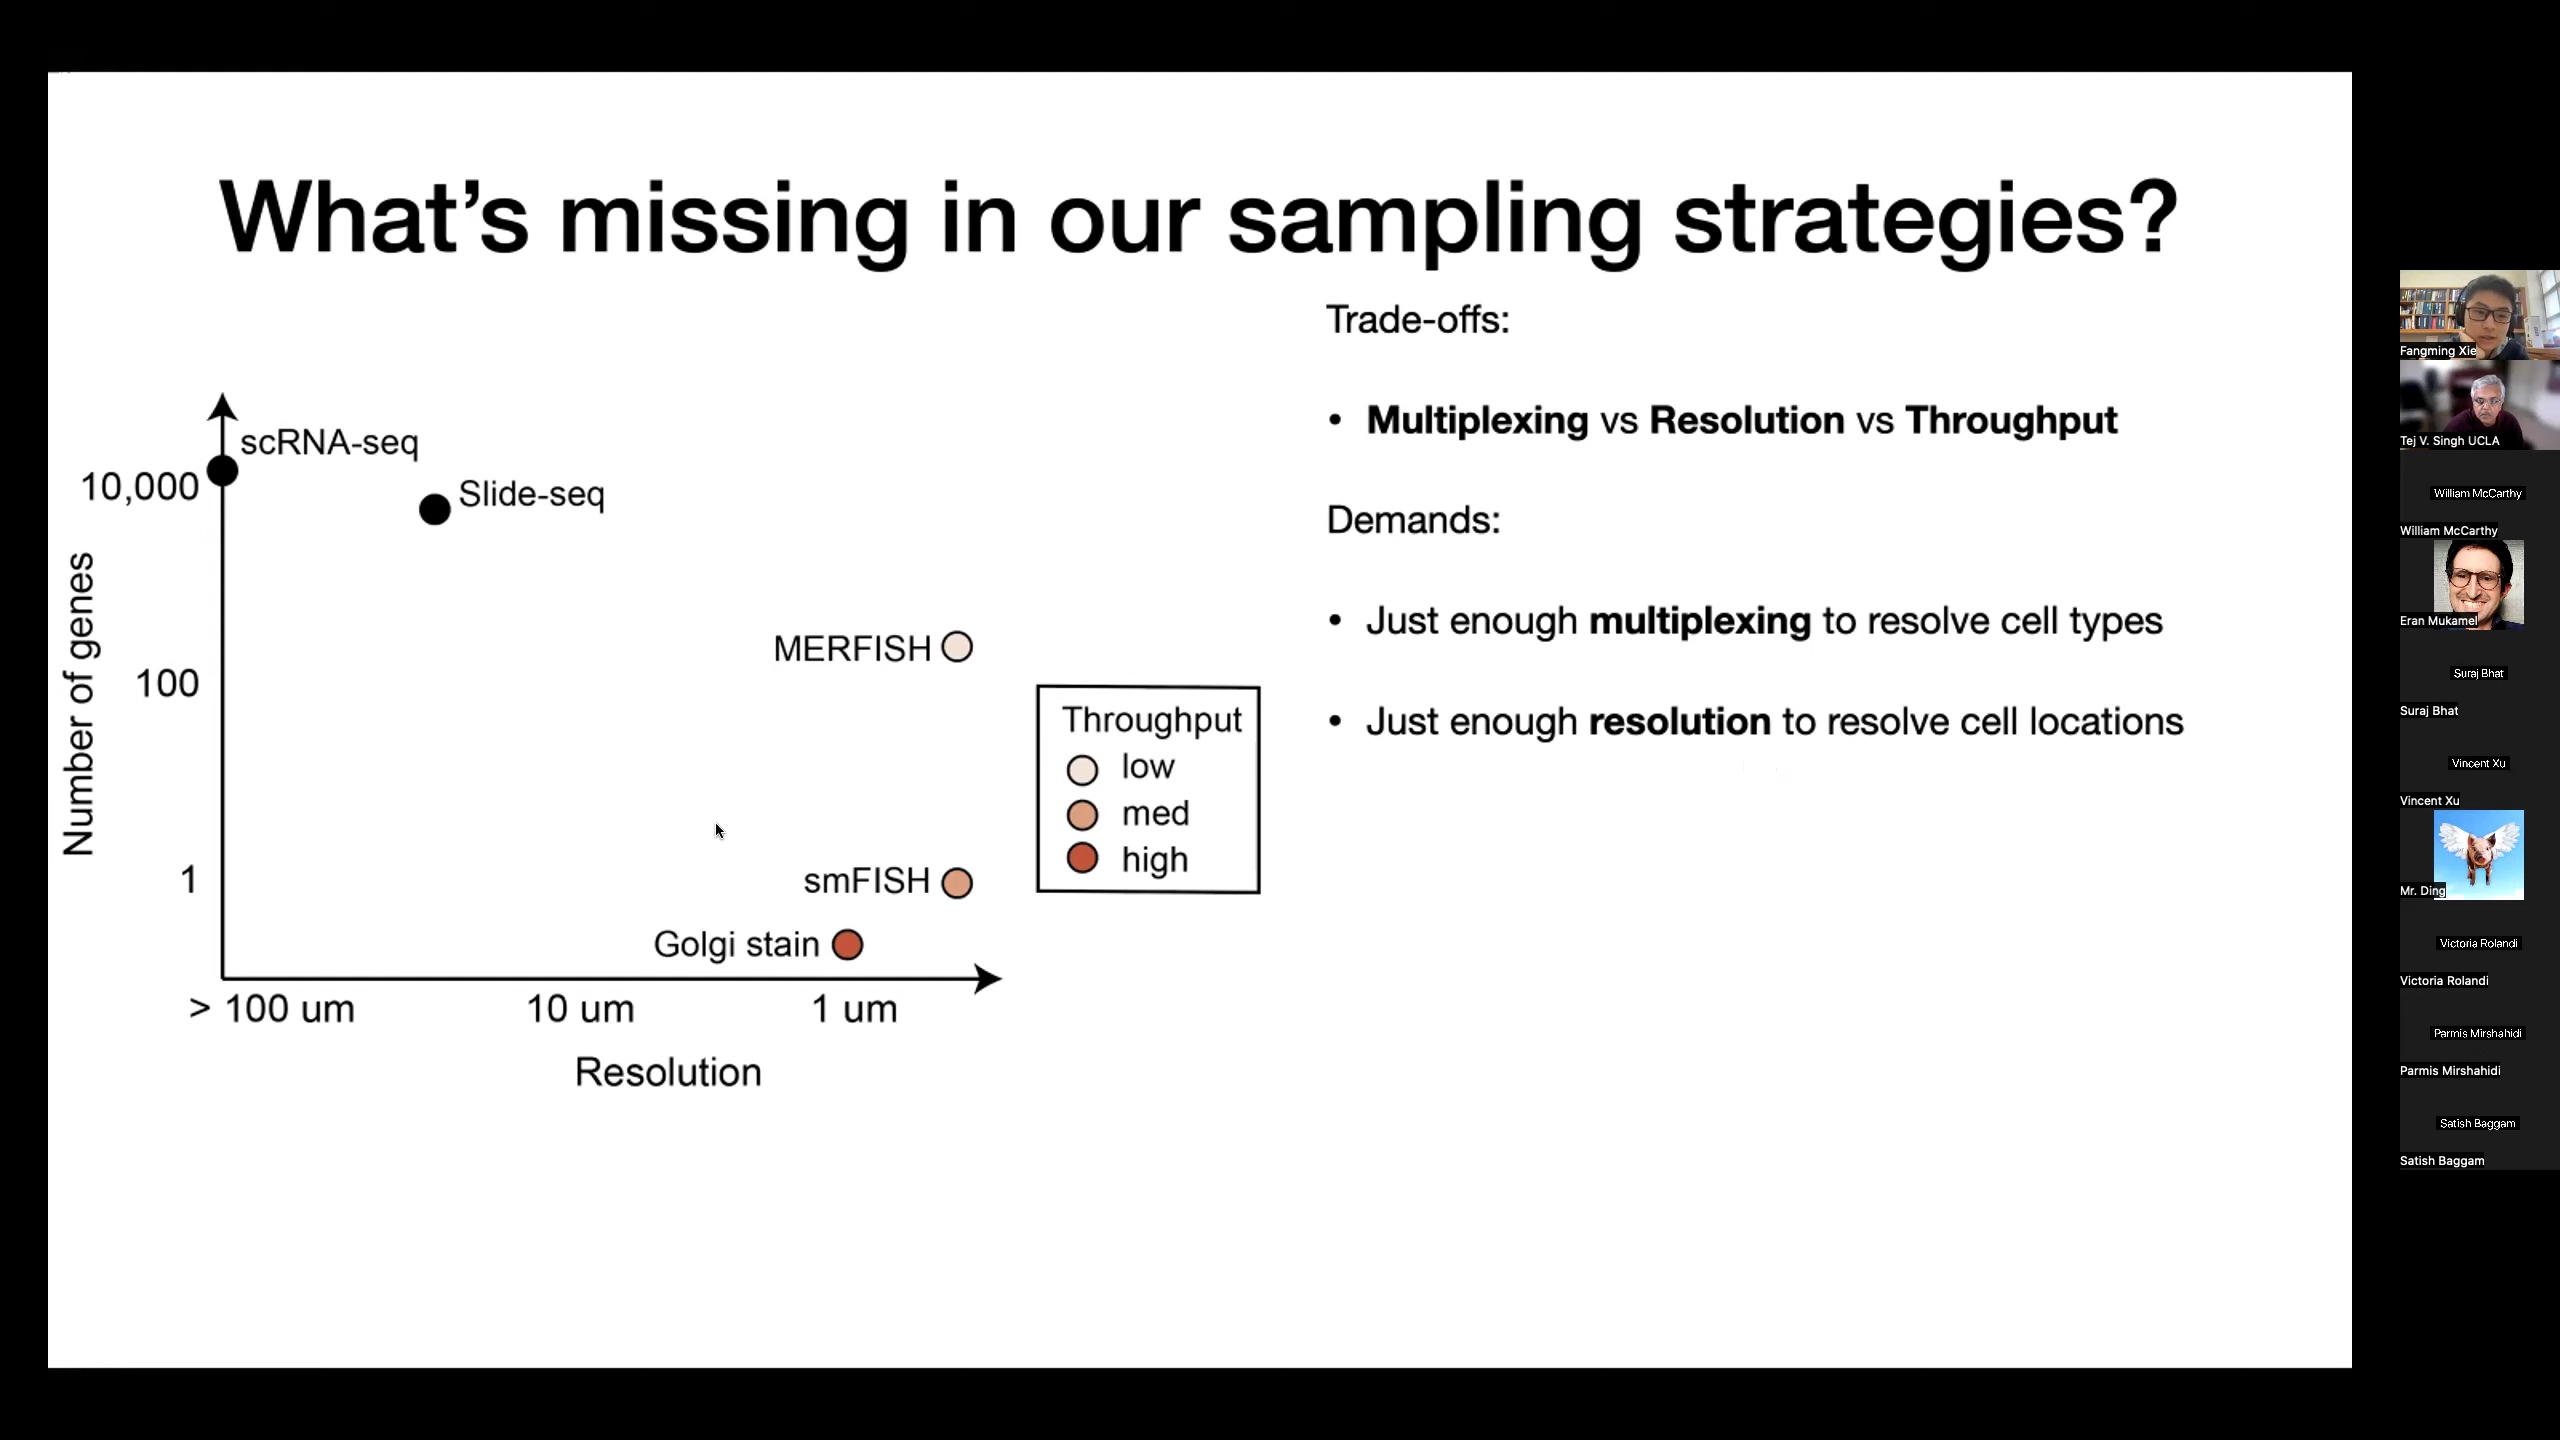 What's missing in our sampling strategies?
Trade-offs:
• Multiplexing vs Resolution vs Throughput
Demands:
• Just enough multiplexing to resolve cell types
• Just enough resolution to resolve cell locations
Number of genes
10,000
100
1
scRNA-seq
Slide-seq
MERFISH
smFISH
Golgi stain
> 100 um
10 um
1 um
Resolution
Throughput
low
med
high
Fangming Xie
Tej V. Singh UCLA
William McCarthy
William McCarthy
Eran Mukamel
Suraj Bhat
Suraj Bhat
Vincent Xu
Vincent Xu
Mr. Ding
Victoria Rolandi
Victoria Rolandi
Parmis Mirshahidi
Parmis Mirshahidi
Satish Baggam
Satish Baggam